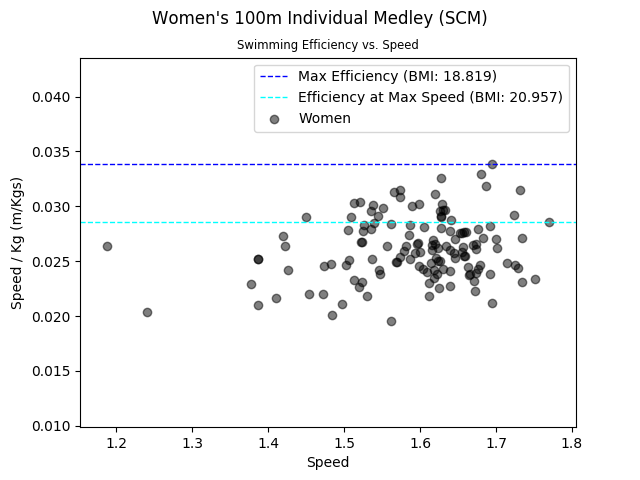 Women's 100m Individual Medley (SCM)
Swimming Efficiency vs. Speed
Max Efficiency (BMI: 18.819)
Efficiency at Max Speed (BMI: 20.957)
Women
Speed / Kg (m/Kgs)
0.040
0.035
0.030
0.025
0.020
0.015
0.010
1.2 1.3 1.4 1.5 1.6 1.7 1.8
Speed